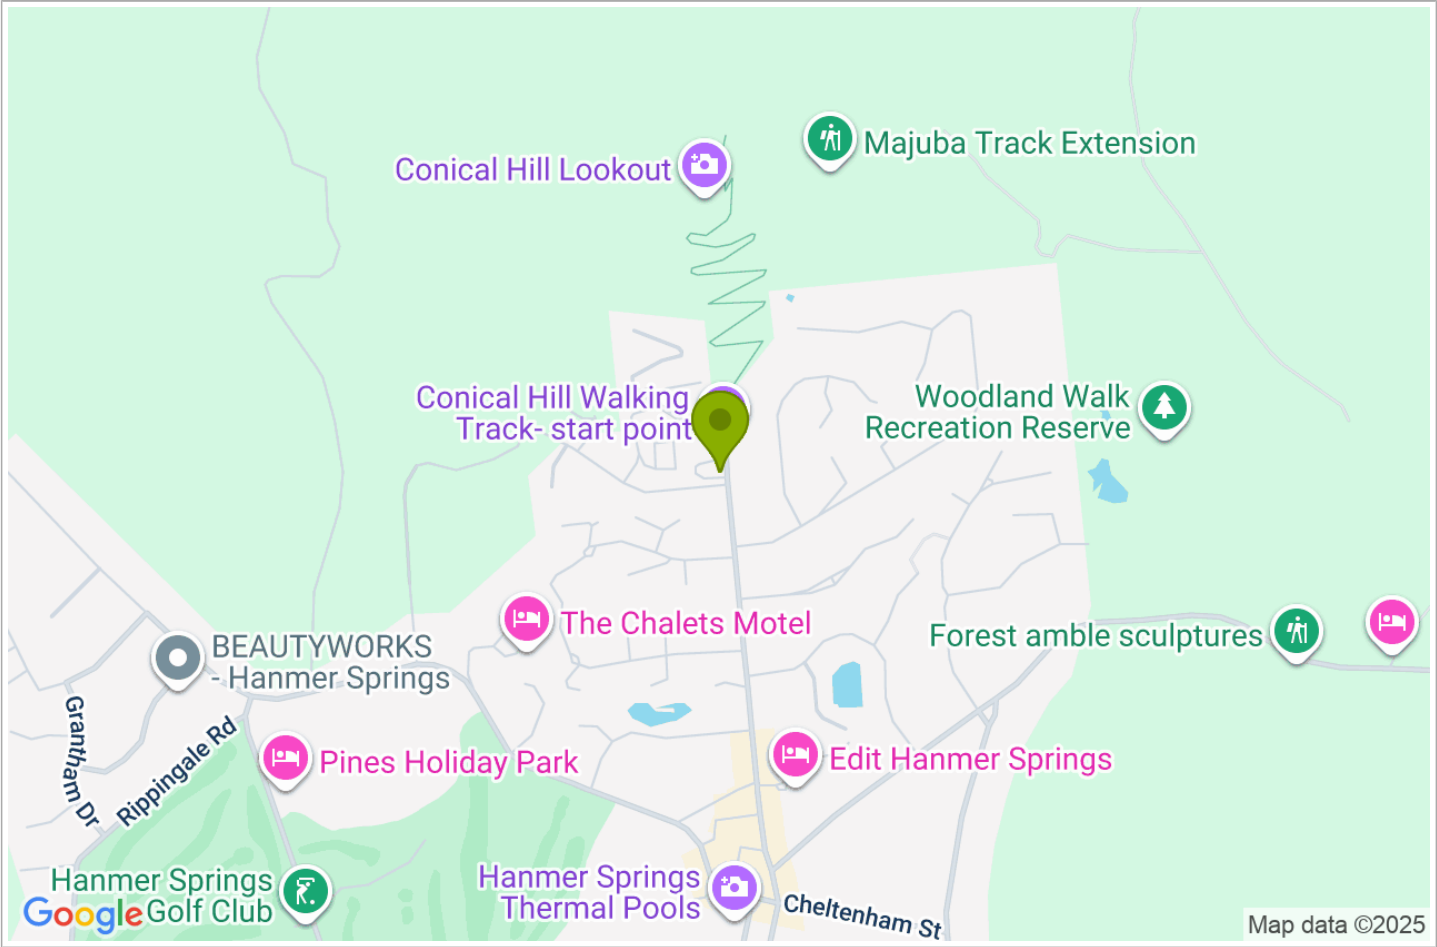 Majuba Track Extension
Conical Hill Lookout
Conical Hill Walking
Track- start point
Woodland Walk
Recreation Reserve
The Chalets Motel
Forest amble sculptures
BEAUTYWORKS
- Hanmer Springs
Grantham Dr
Rippingale Rd
Pines Holiday Park
Edit Hanmer Springs
Hanmer Springs
Golf Club
Hanmer Springs
Thermal Pools
Cheltenham St
Google
Map data ©2025